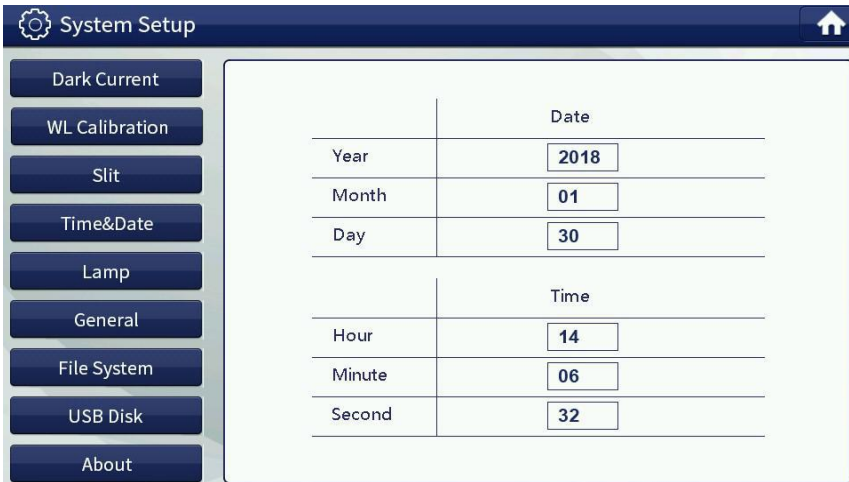 System Setup
Dark Current
WL Calibration
Slit
Time&Date
Lamp
General
File System
USB Disk
About
Date
Year 2018
Month 01
Day 30
Time
Hour 14
Minute 06
Second 32